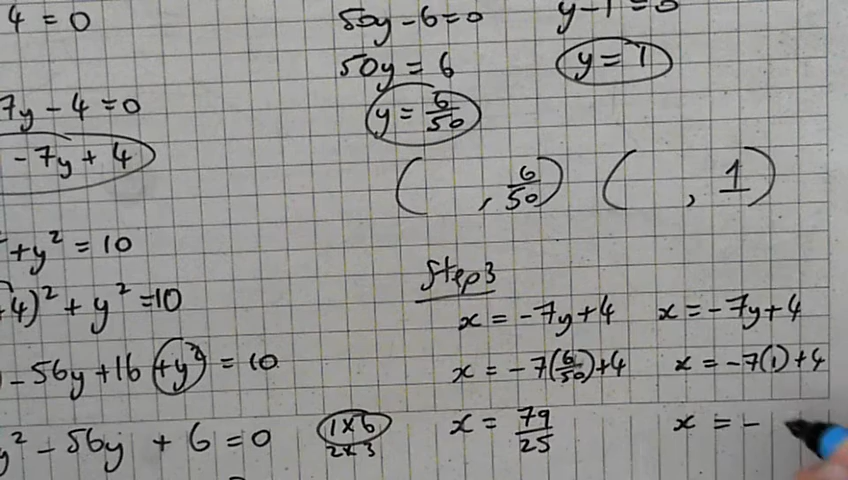 4 = 0
7y - 4 = 0
- 7y + 4
+ y² = 10
+4)² + y² = 10
- 56y + 16 + y² = 10
y² - 56y + 6 = 0
1 x 6
2 x 3
50y - 6 = 0
50y = 6
y = 6/50
y - 1 = 0
y = 1
( , 6/50) ( , 1)
Step 3
x = -7y + 4
x = -7(6/50) + 4
x = 79/25
x = -7y + 4
x = -7(1) + 4
x = -